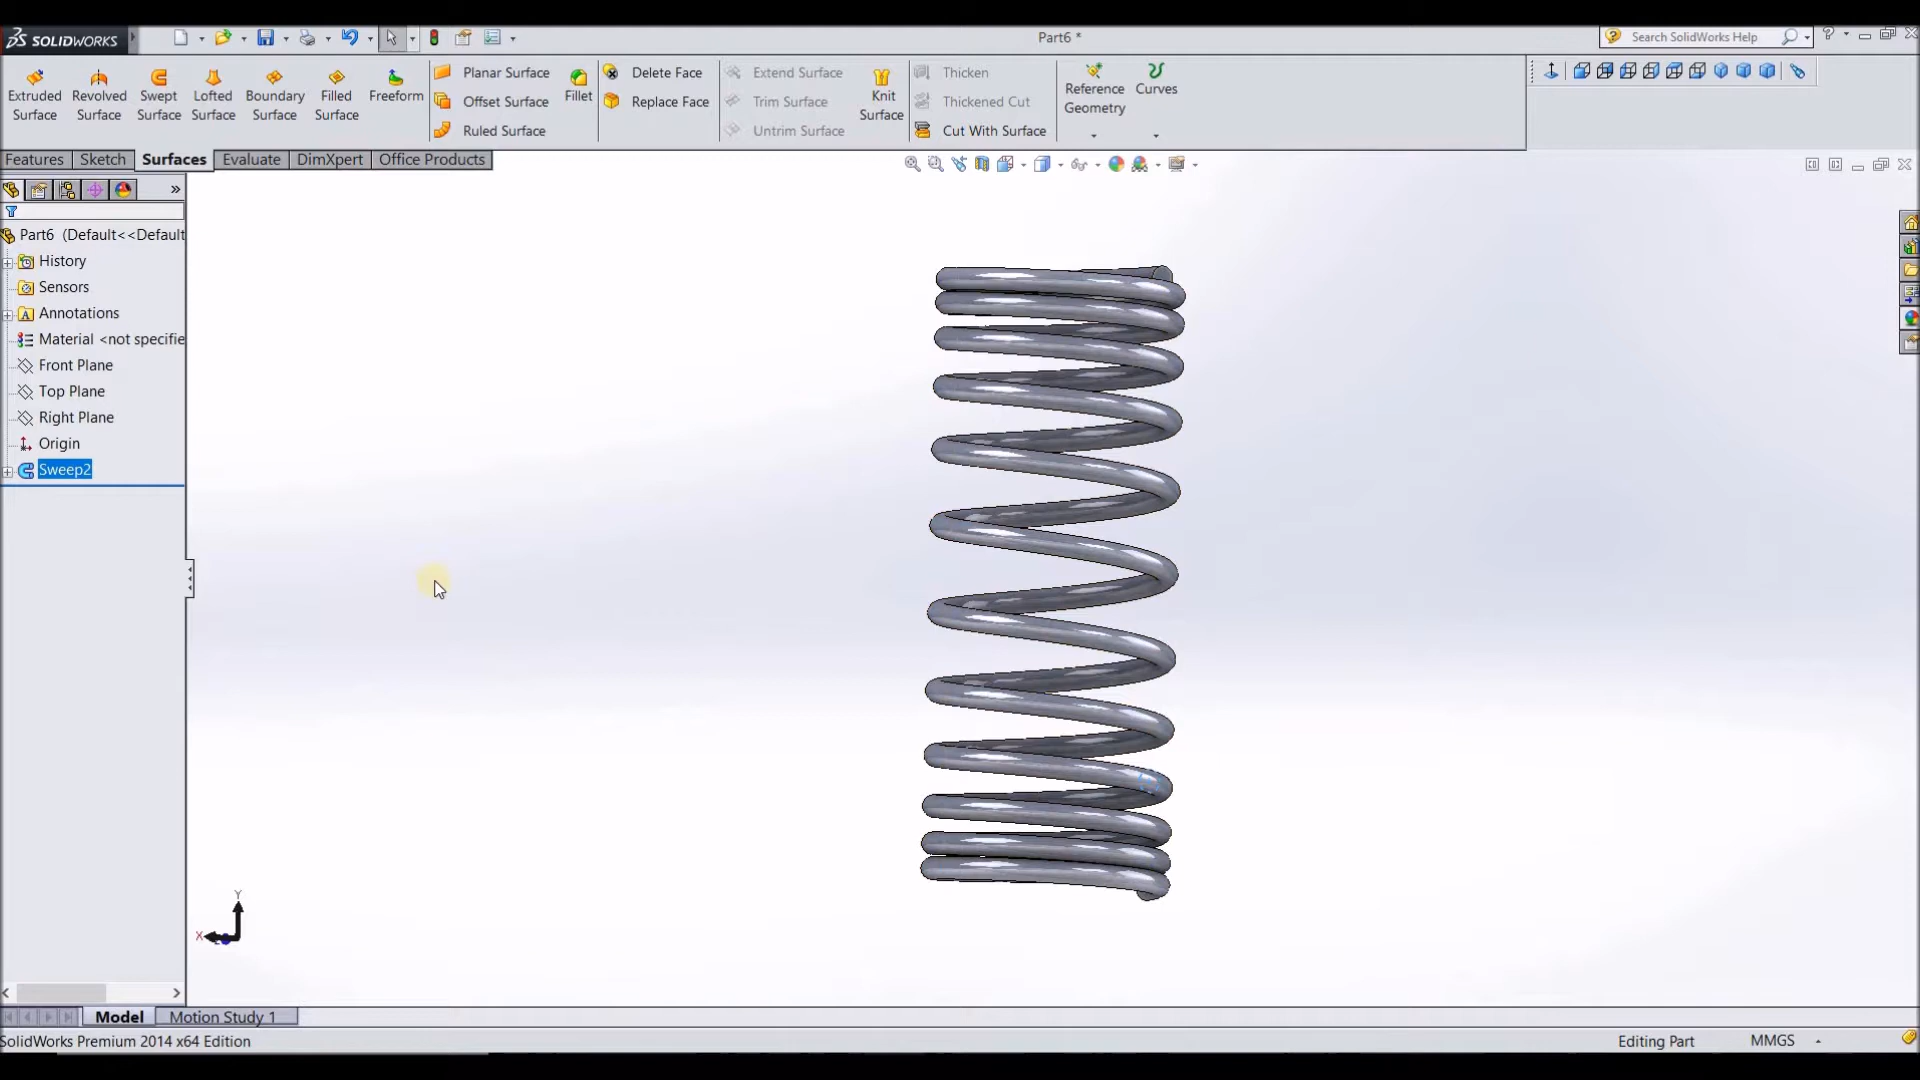 SOLIDWORKS
Part6 *
Search SolidWorks Help
Extruded Surface
Revolved Surface
Swept Surface
Lofted Surface
Boundary Surface
Filled Surface
Freeform
Planar Surface
Offset Surface
Ruled Surface
Fillet
Delete Face
Replace Face
Extend Surface
Trim Surface
Untrim Surface
Knit Surface
Thicken
Thickened Cut
Cut With Surface
Reference Geometry
Curves
Features
Sketch
Surfaces
Evaluate
DimXpert
Office Products
Part6 (Default<<Default
History
Sensors
Annotations
Material <not specifie
Front Plane
Top Plane
Right Plane
Origin
Sweep2
Y
X
Model
Motion Study 1
SolidWorks Premium 2014 x64 Edition
Editing Part
MMGS